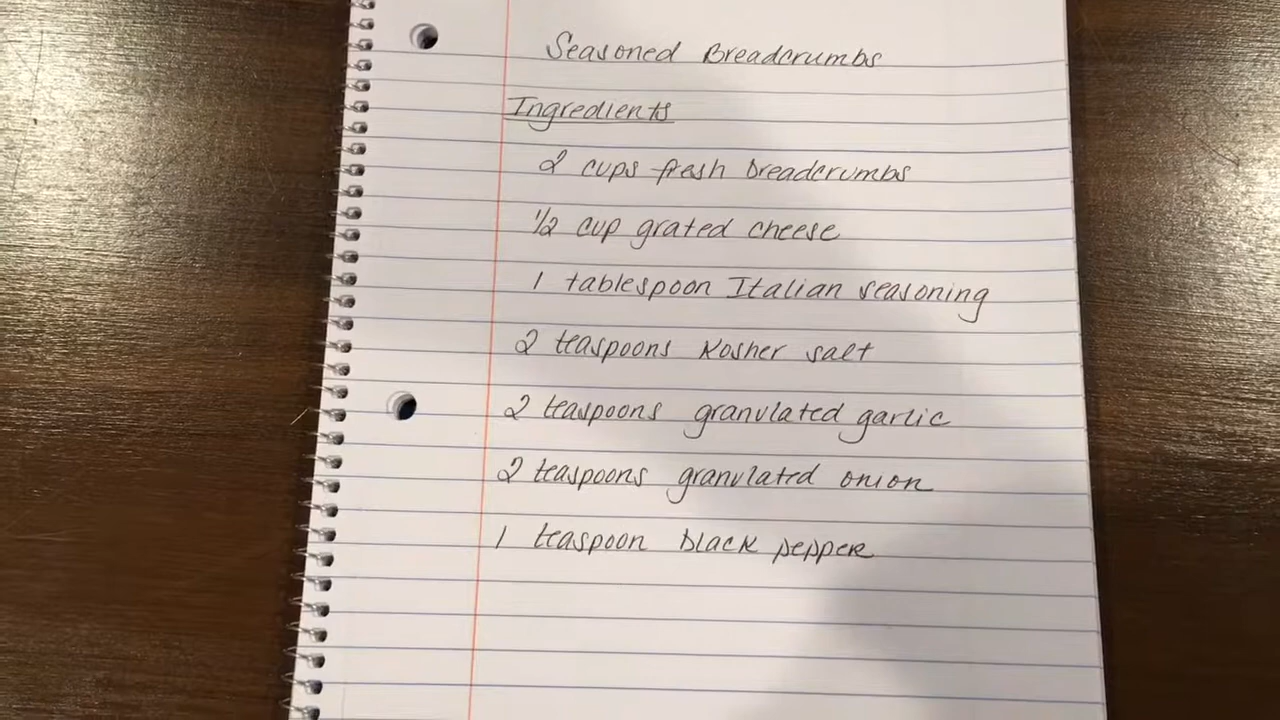 Seasoned Breadcrumbs
Ingredients
2 cups fresh breadcrumbs
1/2 cup grated cheese
1 tablespoon Italian seasoning
2 teaspoons Kosher salt
2 teaspoons granulated garlic
2 teaspoons granulated onion
1 teaspoon black pepper